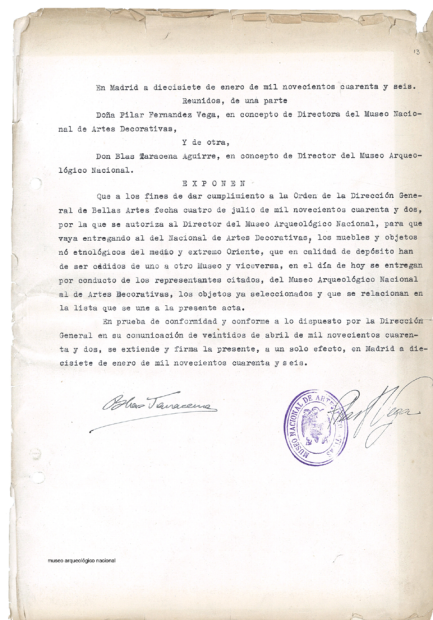 13
En Madrid a diecisiete de enero de mil novecientos cuarenta y seis.
Reunidos, de una parte
Doña Pilar Fernandez Vega, en concepto de Directora del Museo Nacio-
nal de Artes Decorativas,
Y de otra,
Don Blas Taracena Aguirre, en concepto de Director del Museo Arqueo-
lógico Nacional.
E X P O N E N
Que a los fines de dar cumplimiento a la Orden de la Dirección Gene-
ral de Bellas Artes fecha cuatro de julio de mil novecientos cuarenta y dos,
por la que se autoriza al Director del Museo Arqueológico Nacional, para que
vaya entregando al del Nacional de Artes Decorativas, los muebles y objetos
nó etnológicos del medio y extremo Oriente, que en calidad de depósito han
de ser cedidos de uno a otro Museo y viceversa, en el día de hoy se entregan
por conducto de los representantes citados, del Museo Arqueológico Nacional
al de Artes Decorativas, los objetos ya seleccionados y que se relacionan en
la lista que se une a la presente acta.
En prueba de conformidad y conforme a lo dispuesto por la Dirección
General en su comunicación de veintidos de abril de mil novecientos cuaren-
ta y dos, se extiende y firma la presente, a un solo efecto, en Madrid a die-
cisiete de enero de mil novecientos cuarenta y seis.
Blas Taracena
MUSEO NACIONAL DE ARTES
Vega
museo arqueológico nacional